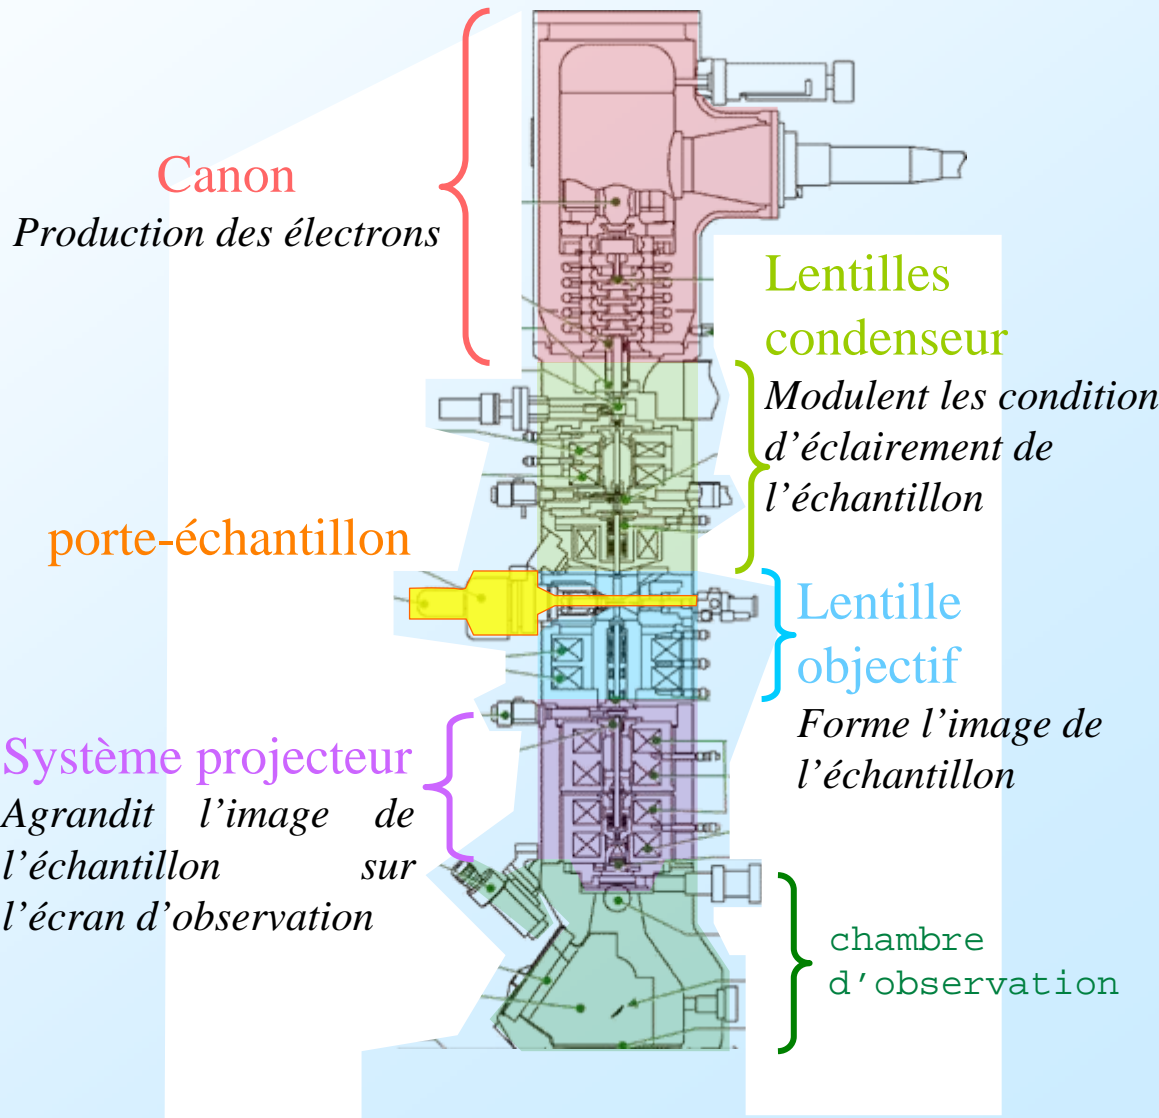 Canon
Production des électrons
Lentilles
condenseur
Modulent les condition
d’éclairement de
l’échantillon
porte-échantillon
Lentille
objectif
Forme l’image de
l’échantillon
Système projecteur
Agrandit l’image de
l’échantillon sur
l’écran d’observation
chambre
d’observation